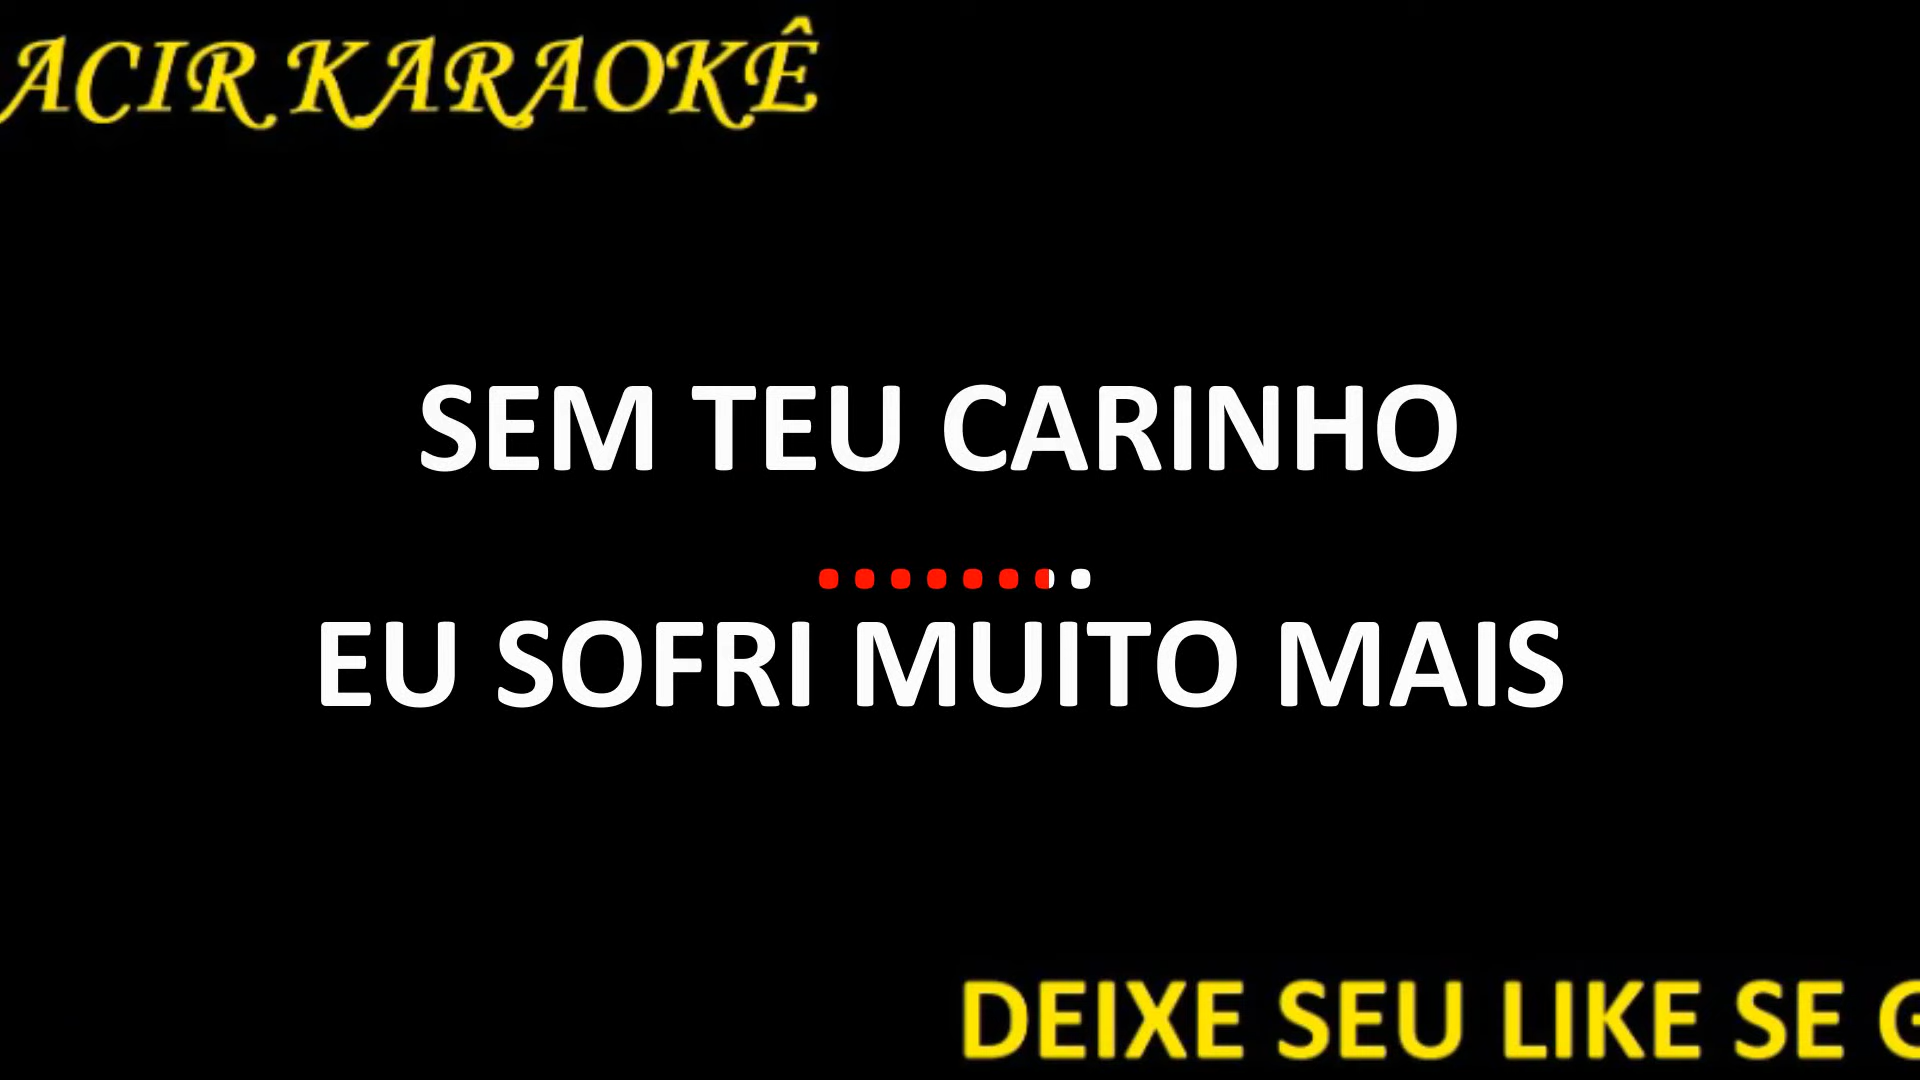 ACIR KARAOKÊ
SEM TEU CARINHO
........
EU SOFRI MUITO MAIS
DEIXE SEU LIKE SE